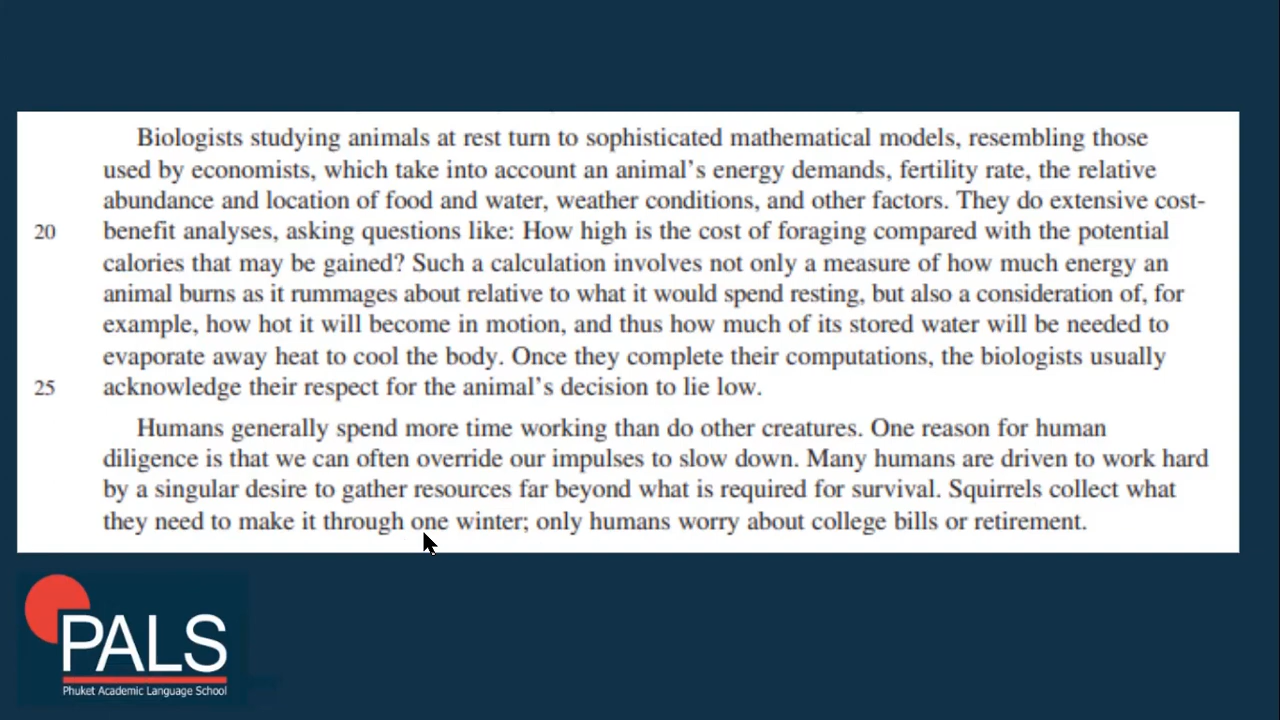 Biologists studying animals at rest turn to sophisticated mathematical models, resembling those
used by economists, which take into account an animal's energy demands, fertility rate, the relative
abundance and location of food and water, weather conditions, and other factors. They do extensive cost-
20 benefit analyses, asking questions like: How high is the cost of foraging compared with the potential
calories that may be gained? Such a calculation involves not only a measure of how much energy an
animal burns as it rummages about relative to what it would spend resting, but also a consideration of, for
example, how hot it will become in motion, and thus how much of its stored water will be needed to
evaporate away heat to cool the body. Once they complete their computations, the biologists usually
25 acknowledge their respect for the animal's decision to lie low.
Humans generally spend more time working than do other creatures. One reason for human
diligence is that we can often override our impulses to slow down. Many humans are driven to work hard
by a singular desire to gather resources far beyond what is required for survival. Squirrels collect what
they need to make it through one winter; only humans worry about college bills or retirement.
PALS
Phuket Academic Language School